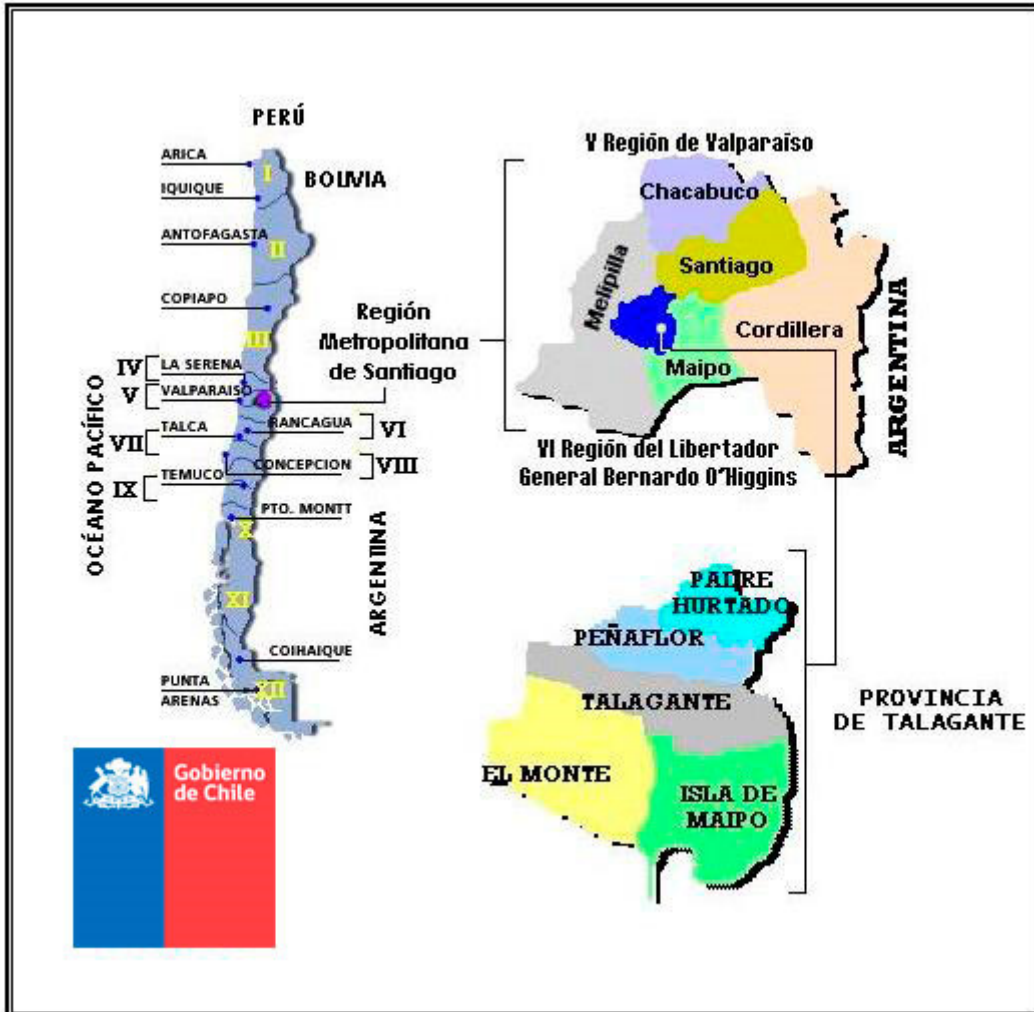 PERÚ
ARICA
I
BOLIVIA
IQUIQUE
ANTOFAGASTA
II
COPIAPO
III
IV
LA SERENA
V
VALPARAISO
RANCAGUA
VI
VII
TALCA
CONCEPCION
VIII
TEMUCO
IX
PTO. MONTT
X
XI
COIHAIQUE
PUNTA
ARENAS
XII
OCÉANO PACÍFICO
ARGENTINA
Región
Metropolitana
de Santiago
V Región de Valparaíso
Chacabuco
Santiago
Melipilla
Cordillera
Maipo
ARGENTINA
VI Región del Libertador
General Bernardo O'Higgins
PADRE
HURTADO
PEÑAFLOR
TALAGANTE
EL MONTE
ISLA DE
MAIPO
PROVINCIA
DE TALAGANTE
Gobierno
de Chile